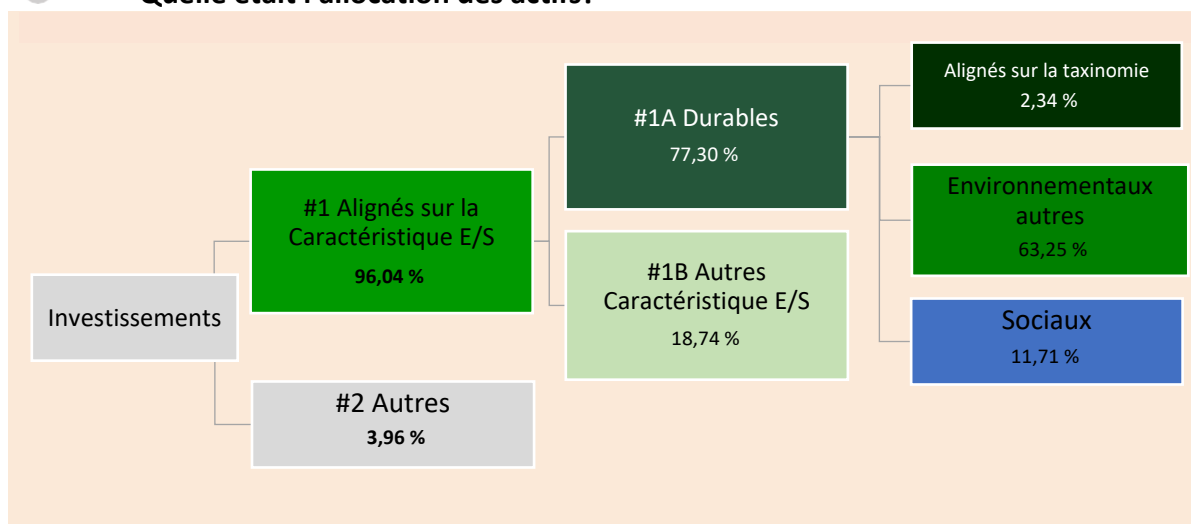 Quelle était l'allocation des actifs?
Alignés sur la taxinomie
2,34 %
#1A Durables
77,30 %
Environnementaux
autres
63,25 %
#1 Alignés sur la
Caractéristique E/S
96,04 %
#1B Autres
Caractéristique E/S
18,74 %
Investissements
Sociaux
11,71 %
#2 Autres
3,96 %